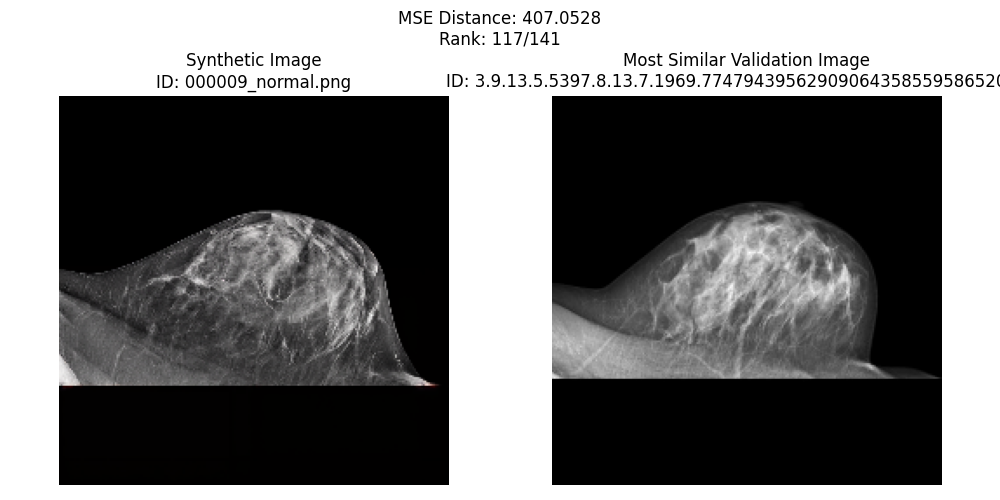 MSE Distance: 407.0528
Rank: 117/141
Synthetic Image
ID: 000009_normal.png
Most Similar Validation Image
ID: 3.9.13.5.5397.8.13.7.1969.7747943956290906435855958652